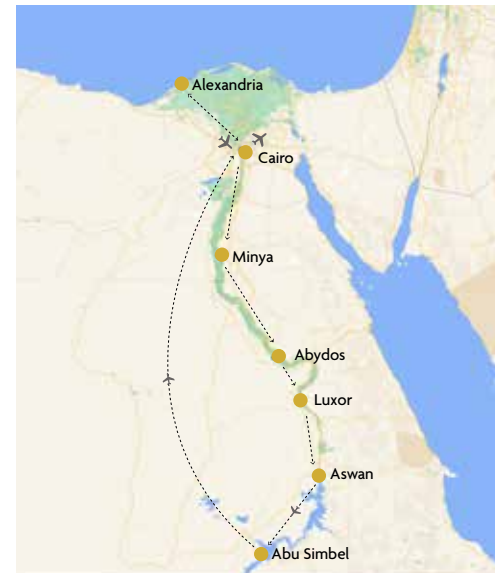 Alexandria
Cairo
Minya
Abydos
Luxor
Aswan
Abu Simbel